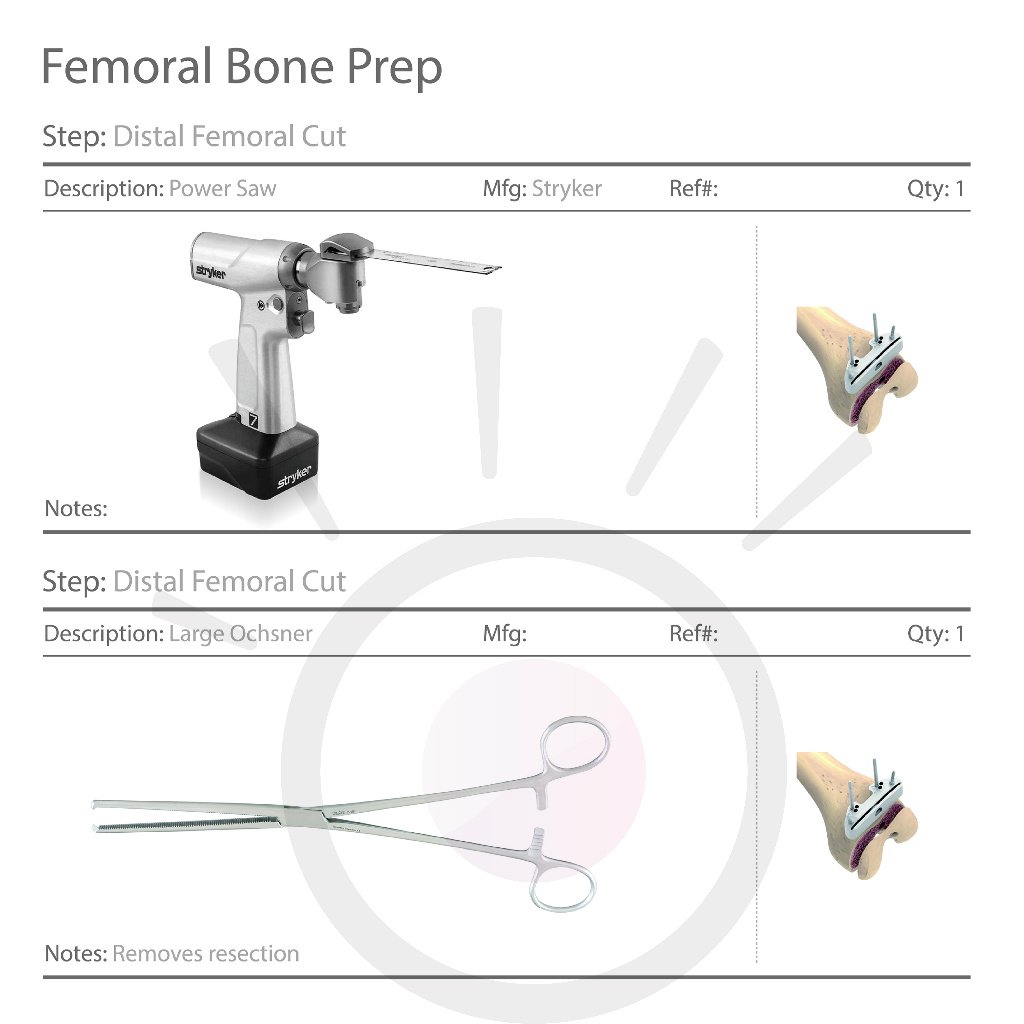 Femoral Bone Prep
Step: Distal Femoral Cut
Description: Power Saw Mfg: Stryker Ref#: Qty: 1
stryker
7
stryker
Notes:
Step: Distal Femoral Cut
Description: Large Ochsner Mfg: Ref#: Qty: 1
Notes: Removes resection